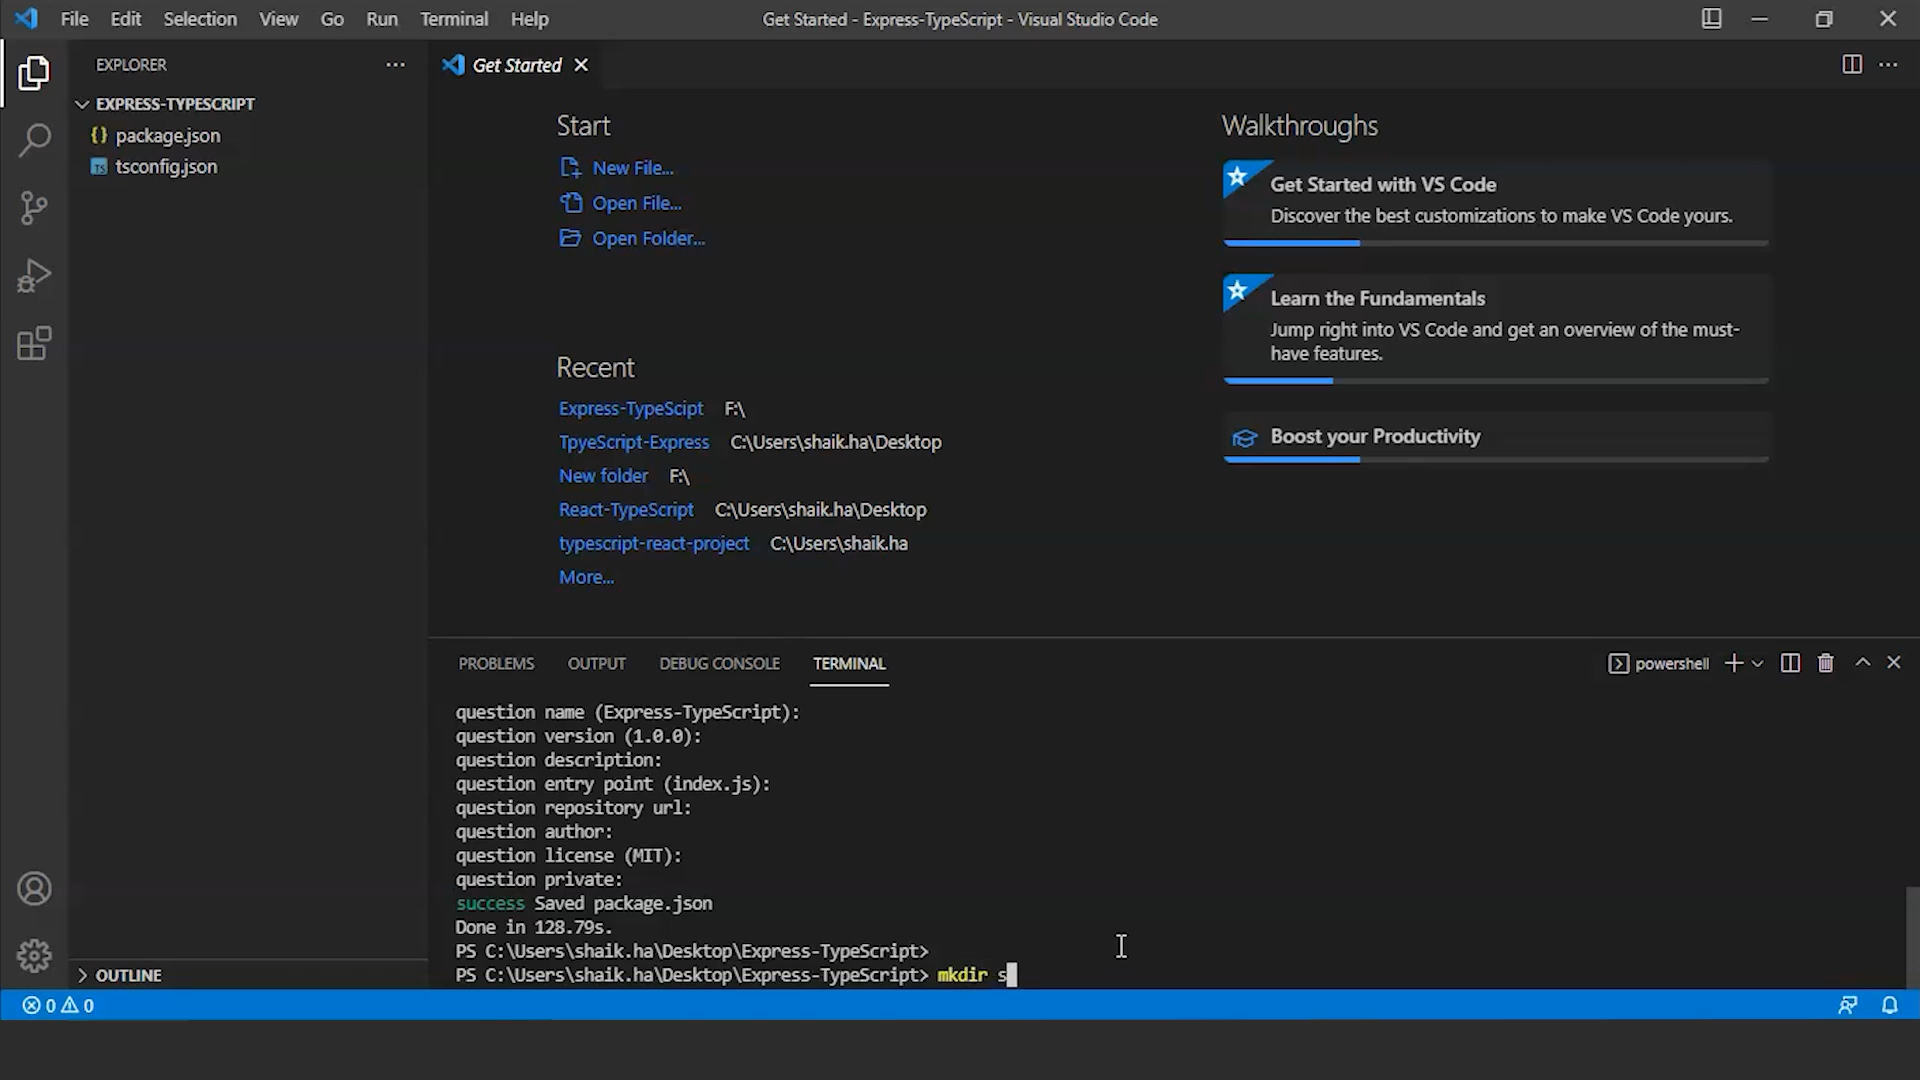 File Edit Selection View Go Run Terminal Help
Get Started - Express-TypeScript - Visual Studio Code
EXPLORER
EXPRESS-TYPESCRIPT
{} package.json
TS tsconfig.json
OUTLINE
Get Started
Start
New File...
Open File...
Open Folder...
Recent
Express-TypeScipt F:\
TpyeScript-Express C:\Users\shaik.ha\Desktop
New folder F:\
React-TypeScript C:\Users\shaik.ha\Desktop
typescript-react-project C:\Users\shaik.ha
More...
Walkthroughs
Get Started with VS Code
Discover the best customizations to make VS Code yours.
Learn the Fundamentals
Jump right into VS Code and get an overview of the must-
have features.
Boost your Productivity
PROBLEMS OUTPUT DEBUG CONSOLE TERMINAL
powershell
question name (Express-TypeScript):
question version (1.0.0):
question description:
question entry point (index.js):
question repository url:
question author:
question license (MIT):
question private:
success Saved package.json
Done in 128.79s.
PS C:\Users\shaik.ha\Desktop\Express-TypeScript>
PS C:\Users\shaik.ha\Desktop\Express-TypeScript> mkdir s
0 0